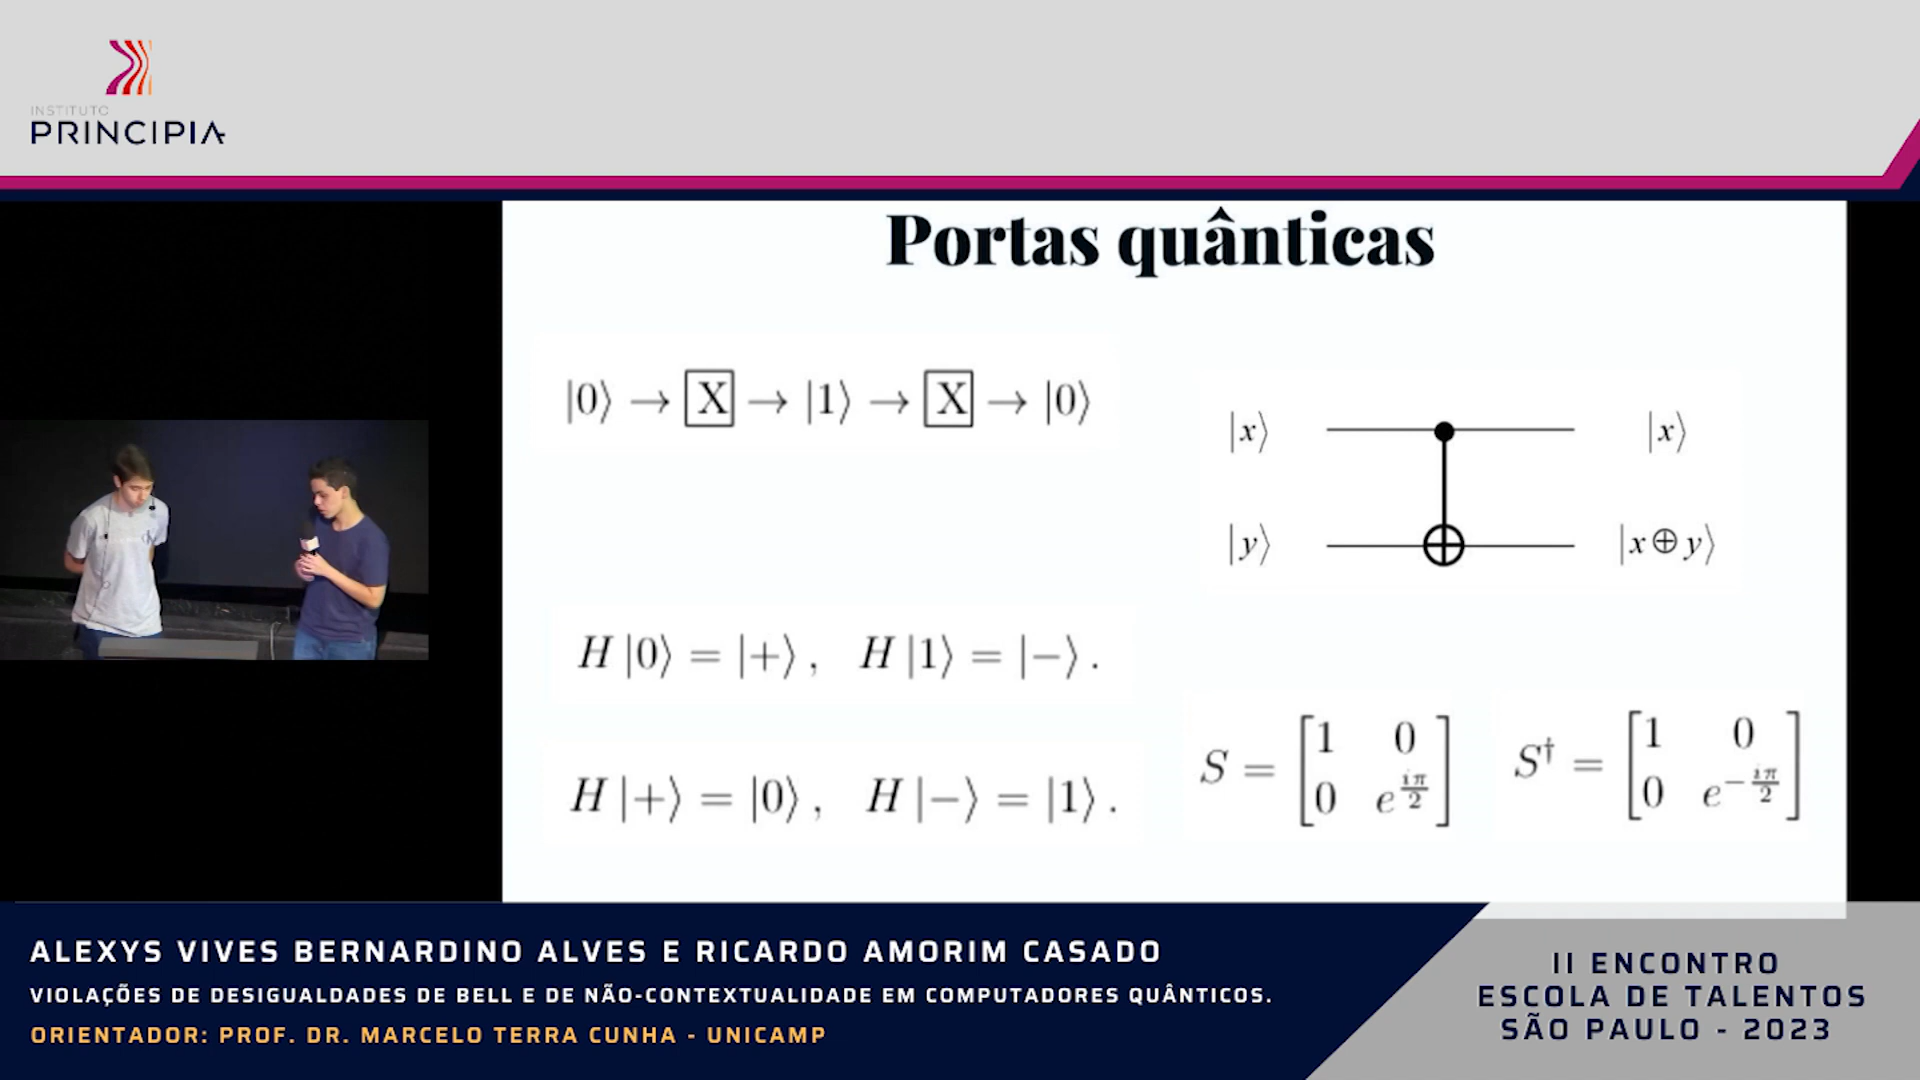 INSTITUTO
PRINCIPIA
Portas quânticas
|0⟩ → X → |1⟩ → X → |0⟩
|x⟩ |x⟩
|y⟩ |x ⊕ y⟩
H |0⟩ = |+⟩ , H |1⟩ = |−⟩ .
H |+⟩ = |0⟩ , H |−⟩ = |1⟩ .
S = [1 0; 0 e^{iπ/2}] S† = [1 0; 0 e^{-iπ/2}]
ALEXYS VIVES BERNARDINO ALVES E RICARDO AMORIM CASADO
VIOLAÇÕES DE DESIGUALDADES DE BELL E DE NÃO-CONTEXTUALIDADE EM COMPUTADORES QUÂNTICOS.
ORIENTADOR: PROF. DR. MARCELO TERRA CUNHA - UNICAMP
II ENCONTRO
ESCOLA DE TALENTOS
SÃO PAULO - 2023